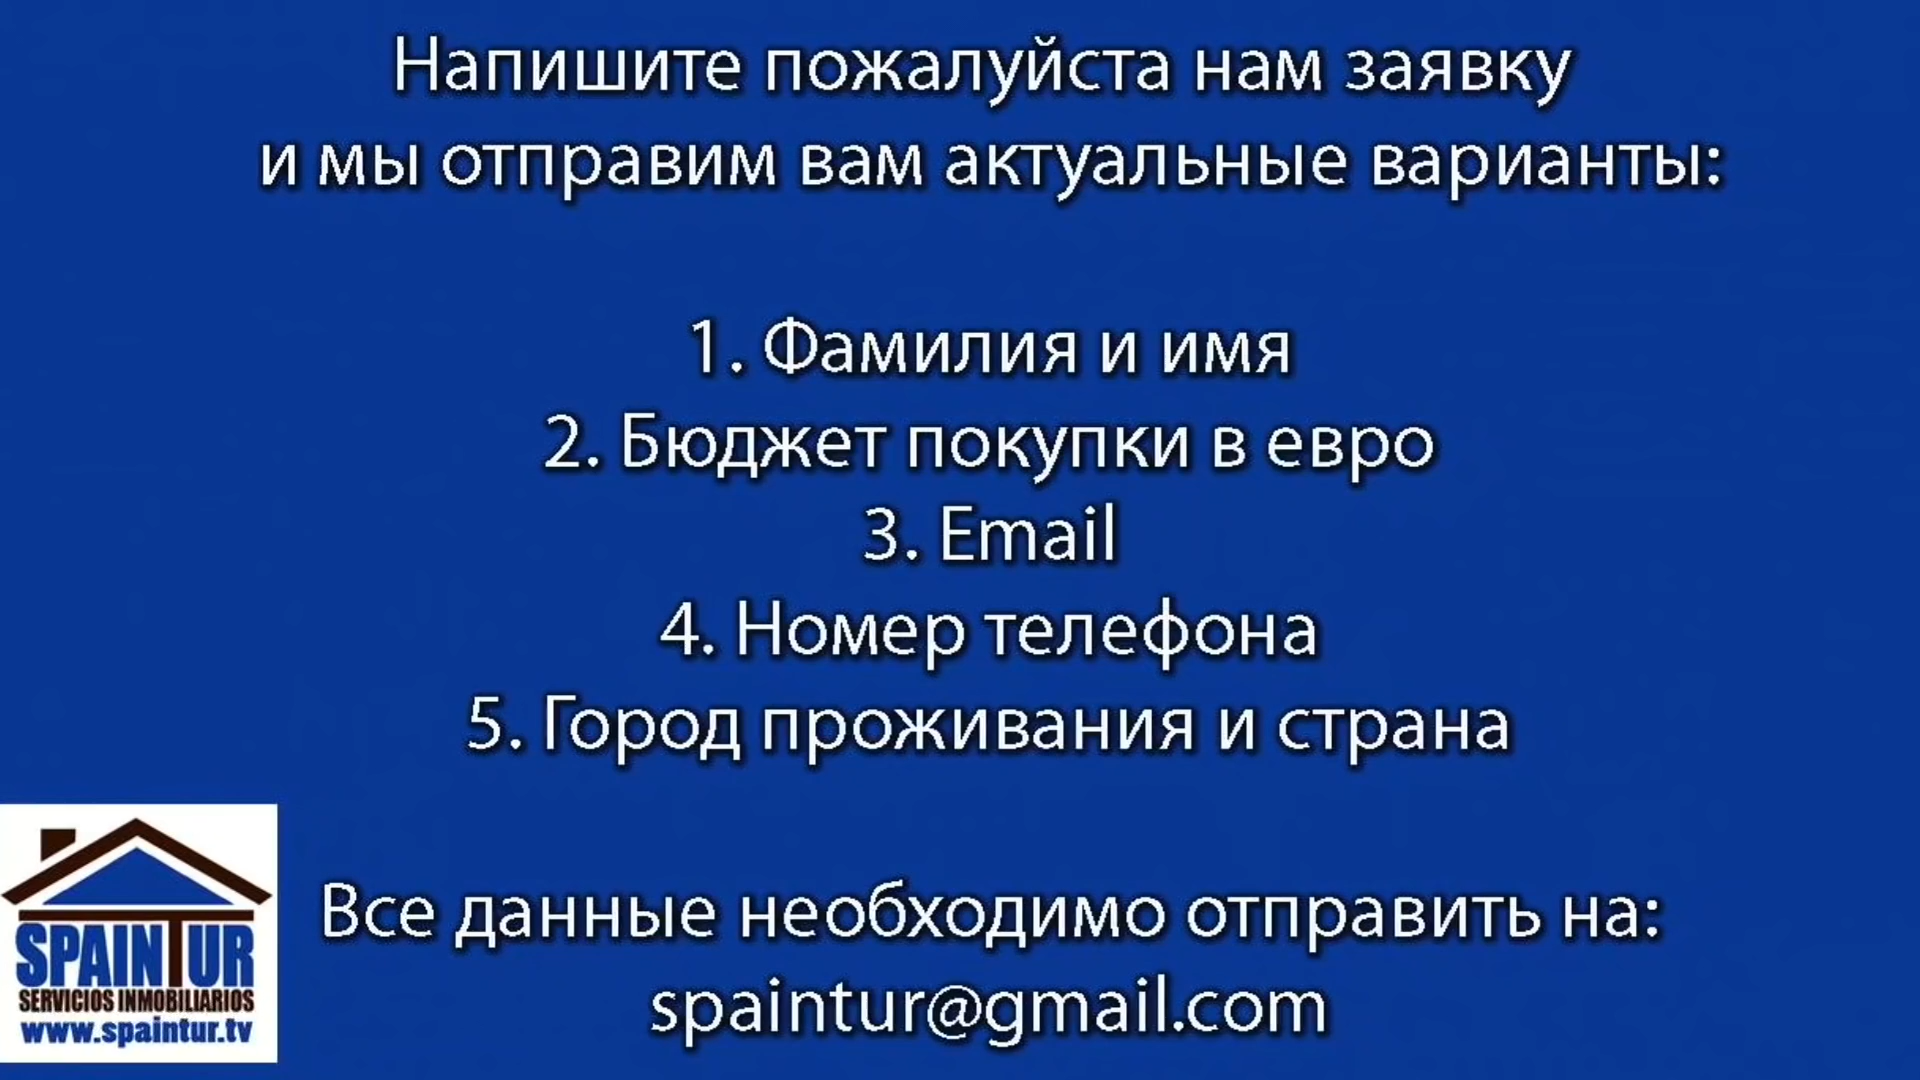 Напишите пожалуйста нам заявку
и мы отправим вам актуальные варианты:
1. Фамилия и имя
2. Бюджет покупки в евро
3. Email
4. Номер телефона
5. Город проживания и страна
Все данные необходимо отправить на:
spaintur@gmail.com
SPAINTUR
SERVICIOS INMOBILIARIOS
www.spaintur.tv